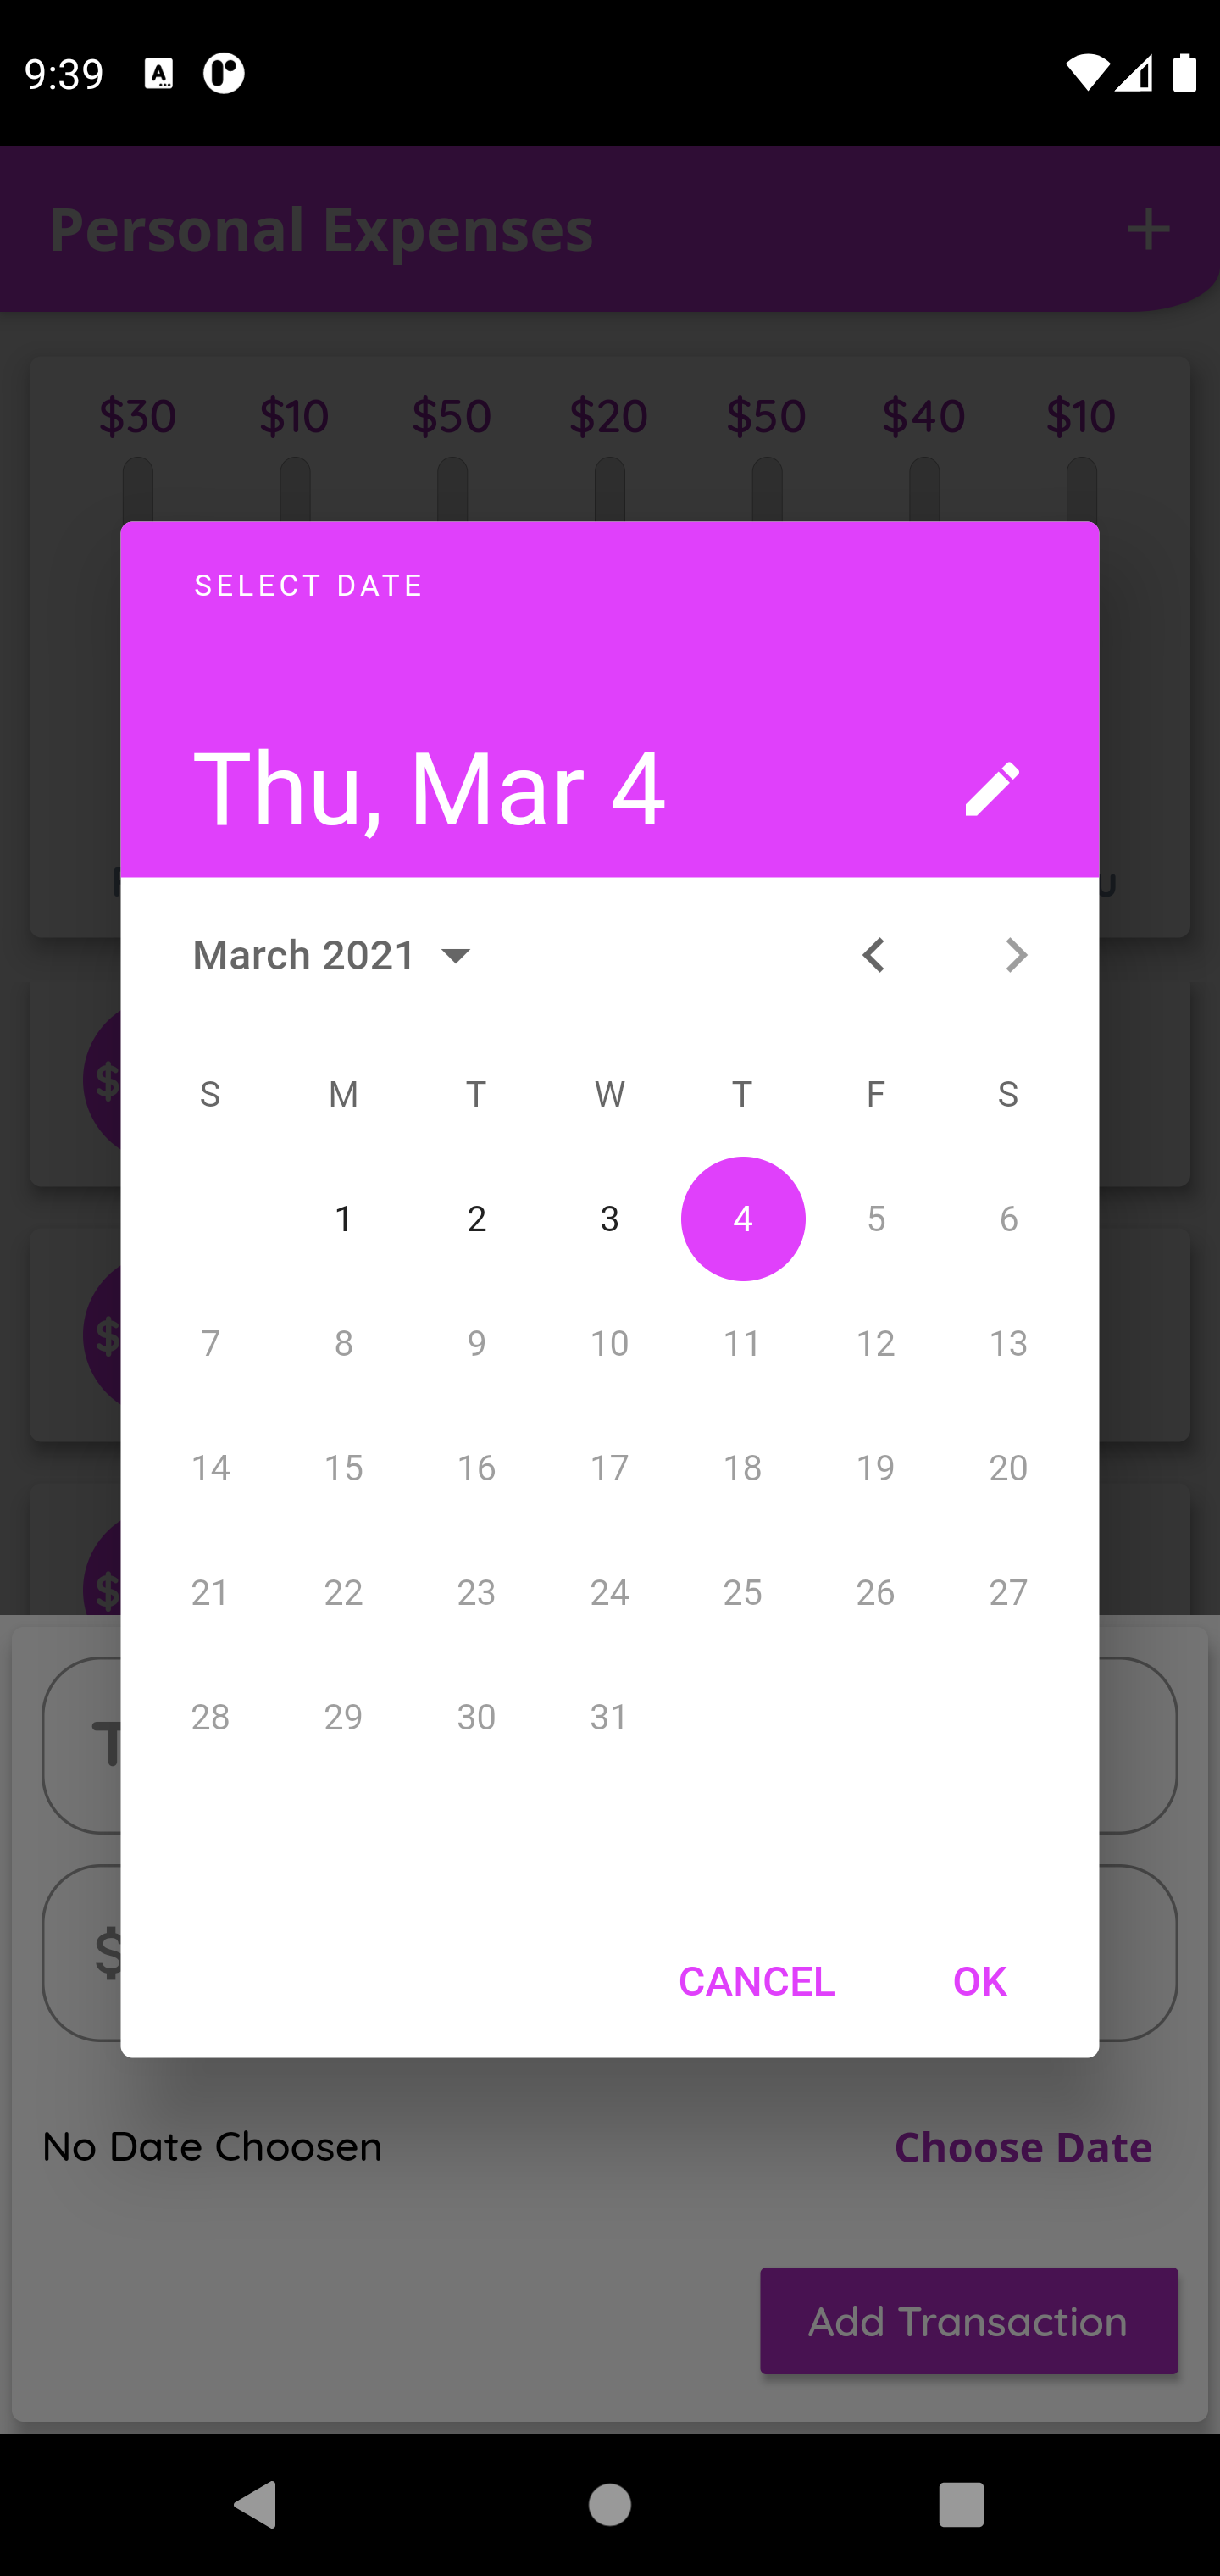 9:39
Personal Expenses
$30 $10 $50 $20 $50 $40 $10
SELECT DATE
Thu, Mar 4
March 2021
S M T W T F S
1 2 3 4 5 6
7 8 9 10 11 12 13
14 15 16 17 18 19 20
21 22 23 24 25 26 27
28 29 30 31
$
$
$
T
$
CANCEL OK
No Date Choosen Choose Date
Add Transaction